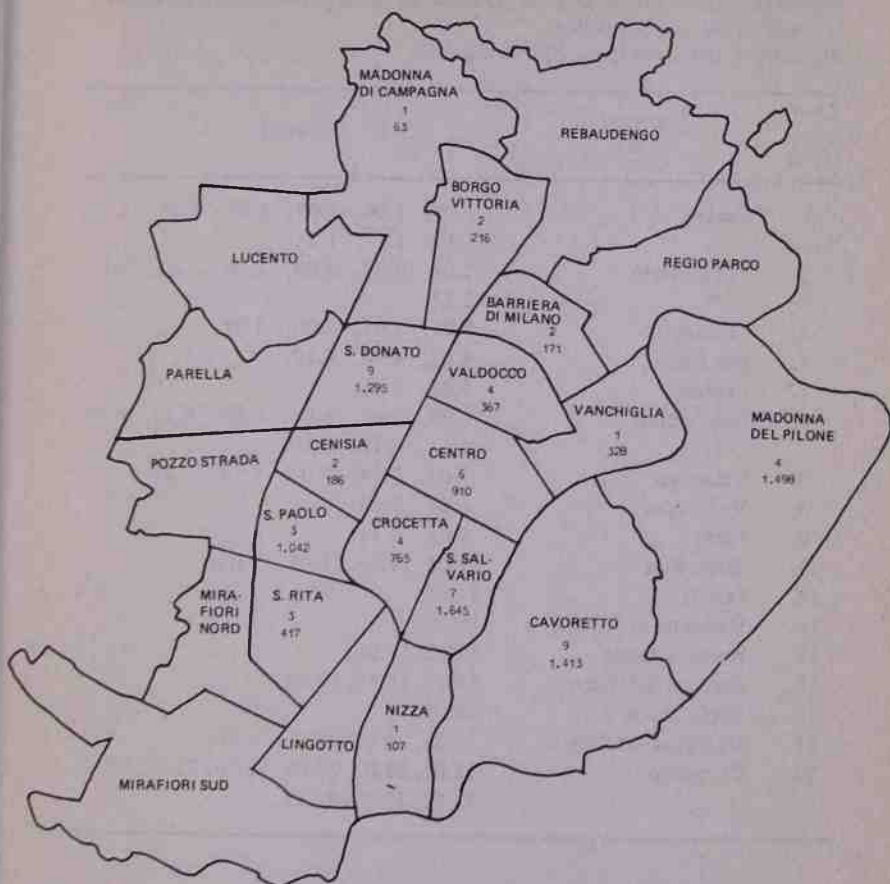 MADONNA
DI CAMPAGNA
1
63
REBAUDENGO
BORGO
VITTORIA
2
216
LUCENTO
REGIO PARCO
BARRIERA
DI MILANO
2
171
S. DONATO
9
1.295
VALDOCCO
4
367
PARELLA
VANCHIGLIA
1
328
MADONNA
DEL PILONE
4
1.498
POZZO STRADA
CENISIA
2
186
CENTRO
6
910
S. PAOLO
3
1.042
CROCETTA
4
765
S. SAL-
VARIO
7
1.645
MIRA-
FIORI
NORD
S. RITA
3
417
CAVORETTO
9
1.413
NIZZA
1
107
LINGOTTO
MIRAFIORI SUD